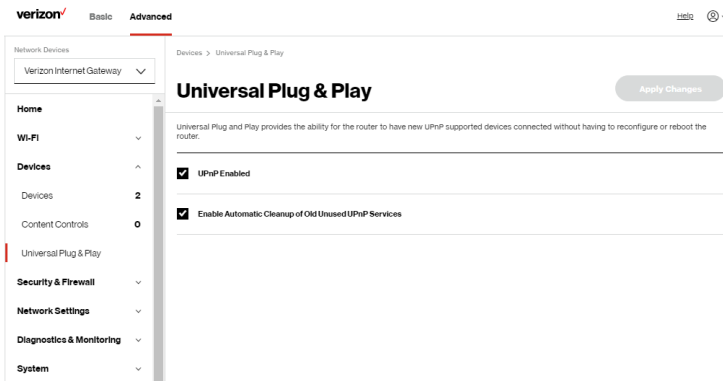 verizon✓
Basic
Advanced
Help
Network Devices
Verizon Internet Gateway
Home
Wi-Fi
Devices
Devices 2
Content Controls 0
Universal Plug & Play
Security & Firewall
Network Settings
Diagnostics & Monitoring
System
Devices > Universal Plug & Play
Universal Plug & Play
Apply Changes
Universal Plug and Play provides the ability for the router to have new UPnP supported devices connected without having to reconfigure or reboot the
router.
UPnP Enabled
Enable Automatic Cleanup of Old Unused UPnP Services